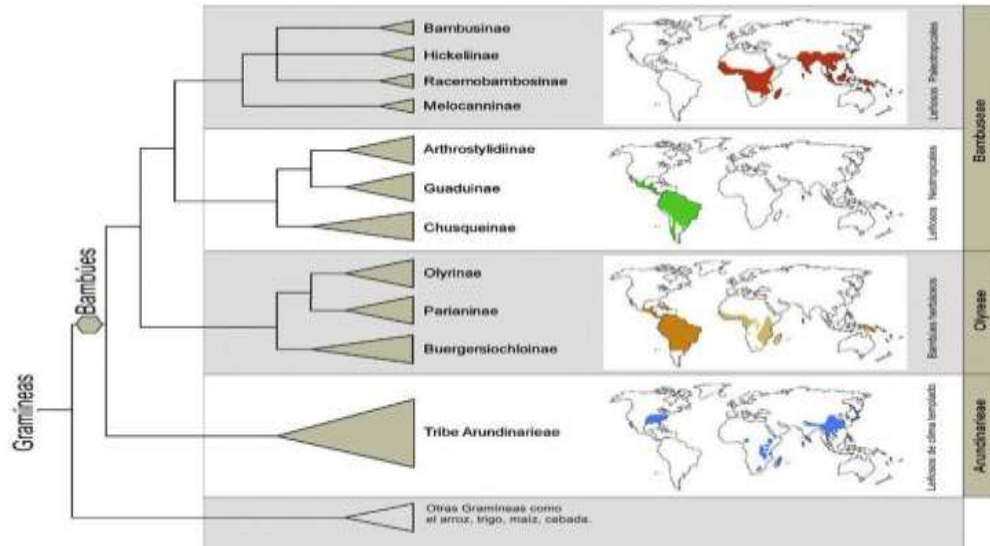 Gramíneas
Bambúes
Bambusinae
Hickeliinae
Racemobambosinae
Melocanninae
Leñosos Paleotropicales
Arthrostylidiinae
Guaduinae
Chusqueinae
Leñosos Neotropicales
Bambuseae
Olyrinae
Parianinae
Buergersiochloinae
Bambúes herbáceos
Olyreae
Tribe Arundinarieae
Leñosos de clima templado
Arundinarieae
Otras Gramíneas como
el arroz, trigo, maíz, cebada.